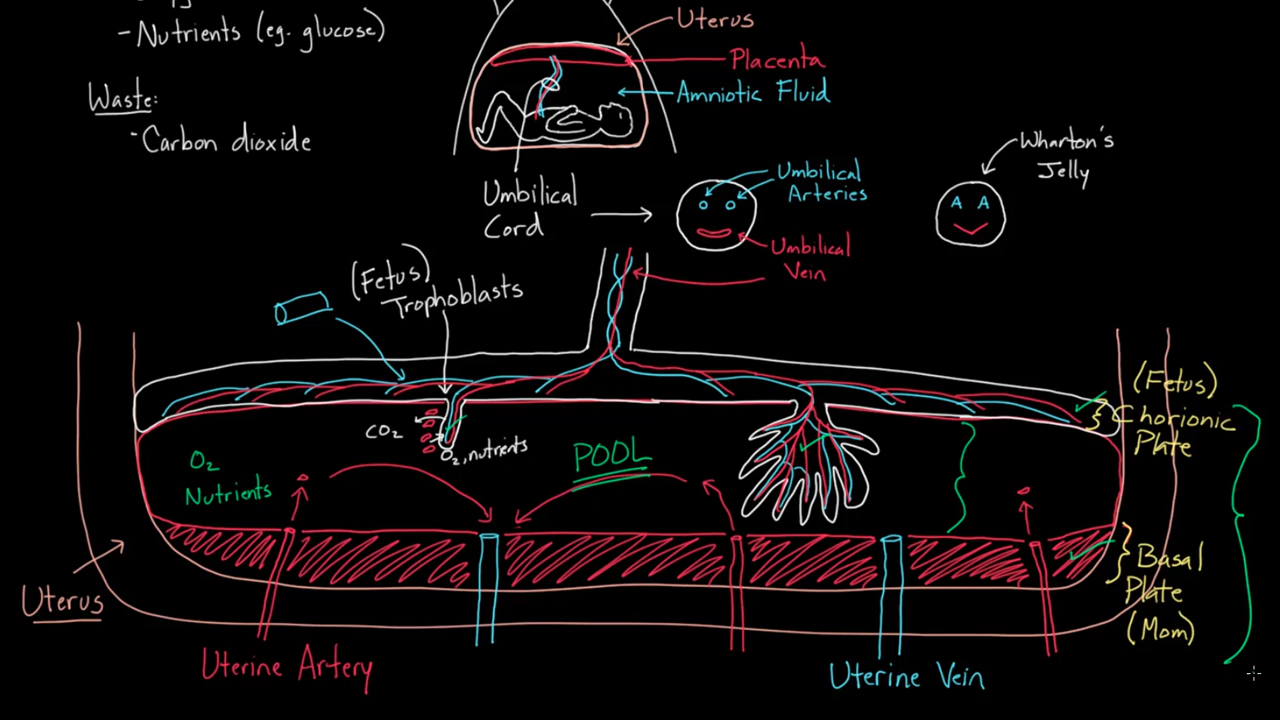 - Nutrients (eg. glucose)
Waste:
- Carbon dioxide
Uterus
Placenta
Amniotic Fluid
Umbilical
Cord
Umbilical
Arteries
Umbilical
Vein
Wharton's
Jelly
A A
(Fetus)
Trophoblasts
CO2
O2, nutrients
O2
Nutrients
POOL
(Fetus)
Chorionic
Plate
Basal
Plate
(Mom)
Uterus
Uterine Artery
Uterine Vein